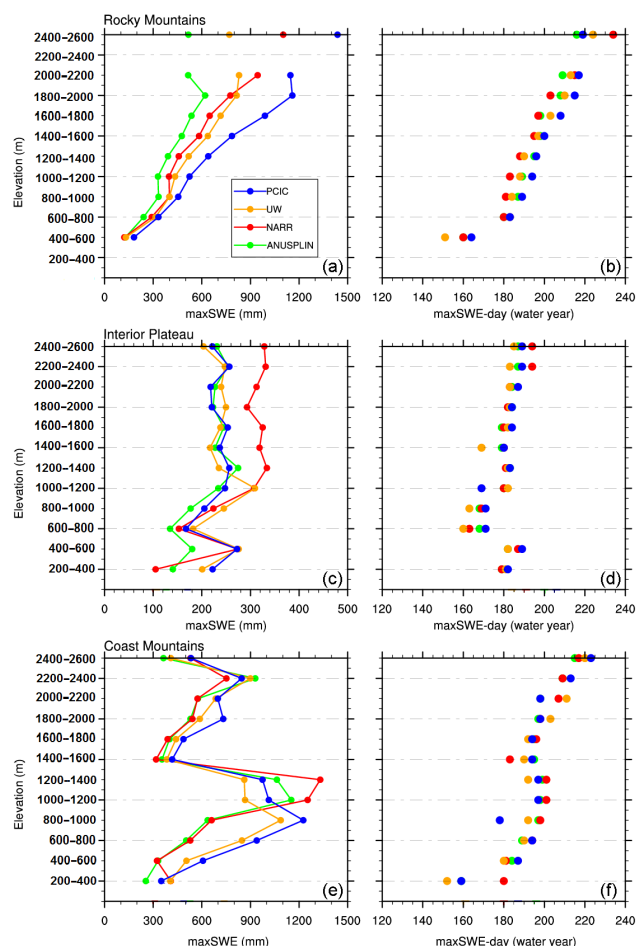 Rocky Mountains
2400−2600
2000−2200
1800−2000
1600−1800
1400−1600
1200−1400
1000−1200
800−1000
600−800
400−600
200−400
Elevation (m)
PCIC
UW
NARR
ANUSPLIN
(a)
0 300 600 900 1200 1500
maxSWE (mm)
(b)
120 140 160 180 200 220 240
maxSWE-day (water year)
Interior Plateau
2400−2600
2200−2400
2000−2200
1800−2000
1600−1800
1400−1600
1200−1400
1000−1200
800−1000
600−800
400−600
200−400
Elevation (m)
(c)
0 100 200 300 400 500
maxSWE (mm)
(d)
120 140 160 180 200 220 240
maxSWE-day (water year)
Coast Mountains
2400−2600
2200−2400
2000−2200
1800−2000
1600−1800
1400−1600
1200−1400
1000−1200
800−1000
600−800
400−600
200−400
Elevation (m)
(e)
0 300 600 900 1200 1500
maxSWE (mm)
(f)
120 140 160 180 200 220 240
maxSWE-day (water year)